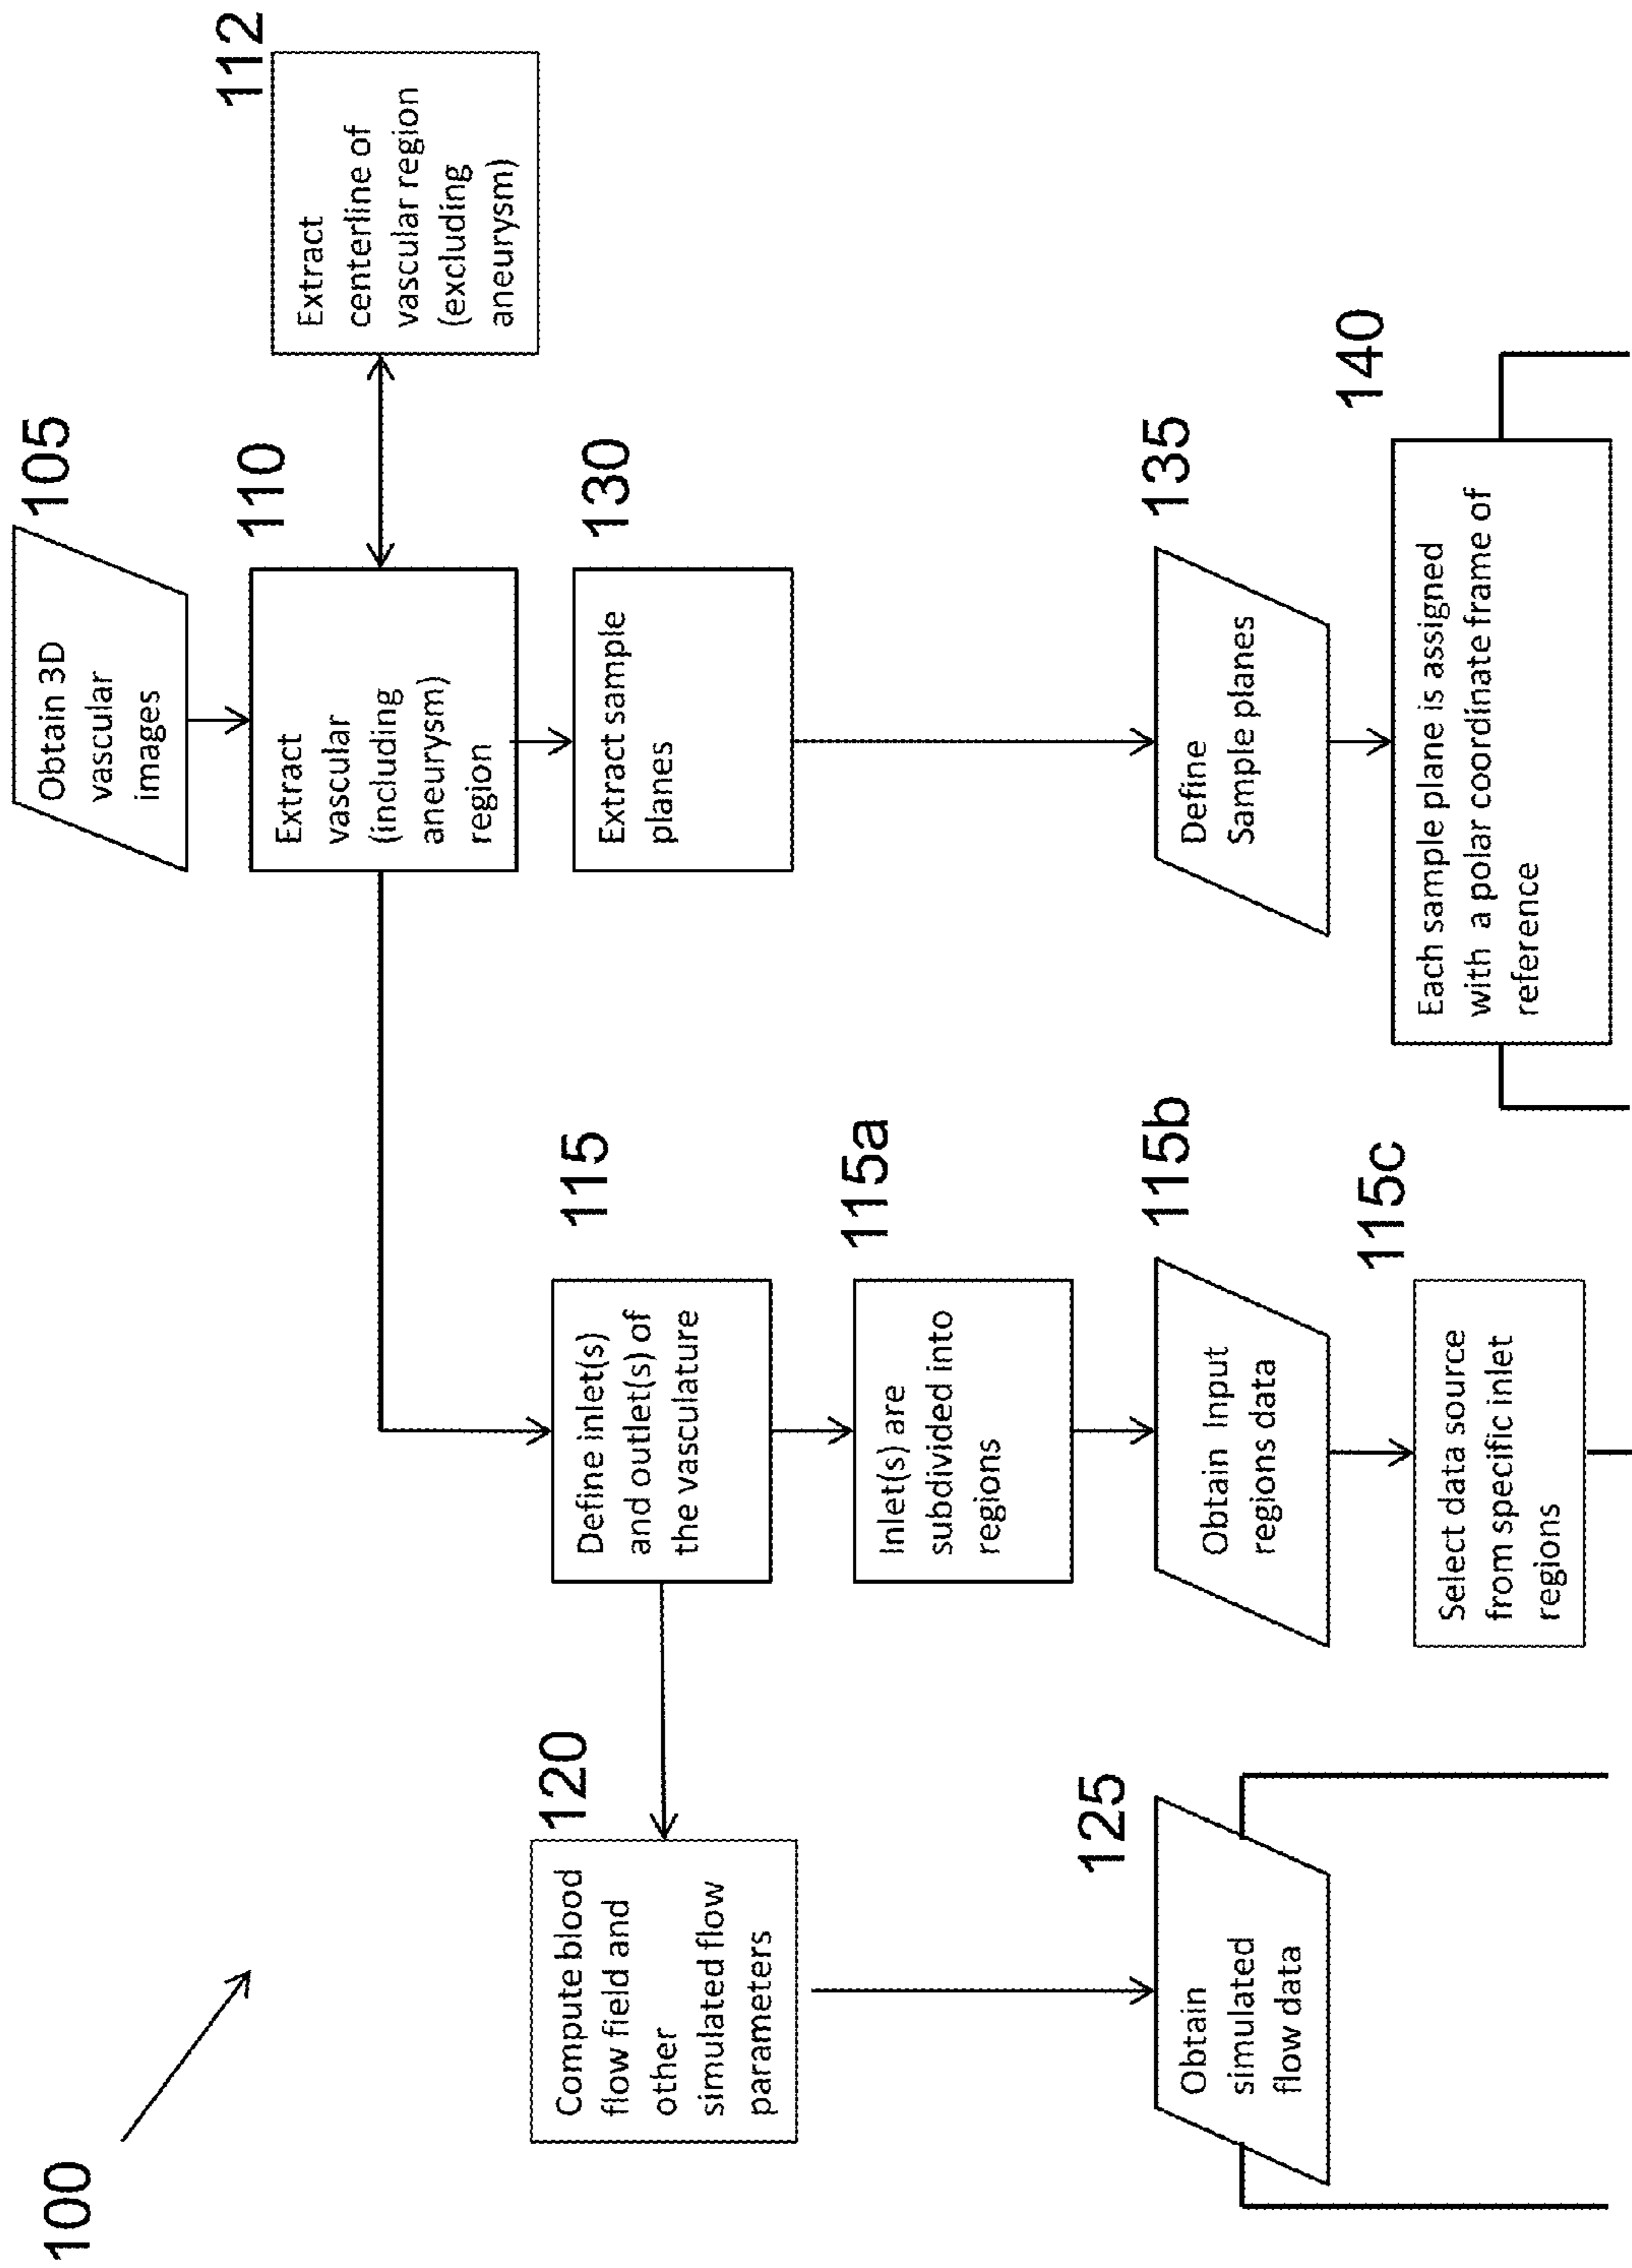 100
105
Obtain 3D
vascular
images
110
Extract
vascular
(including
aneurysm)
region
112
Extract
centerline of
vascular region
(excluding
aneurysm)
115
Define inlet(s)
and outlet(s) of
the vasculature
120
Compute blood
flow field and
other
simulated flow
parameters
130
Extract sample
planes
115a
Inlet(s) are
subdivided into
regions
125
Obtain
simulated
flow data
115b
Obtain Input
regions data
135
Define
Sample planes
115c
Select data source
from specific inlet
regions
140
Each sample plane is assigned
with a polar coordinate frame of
reference